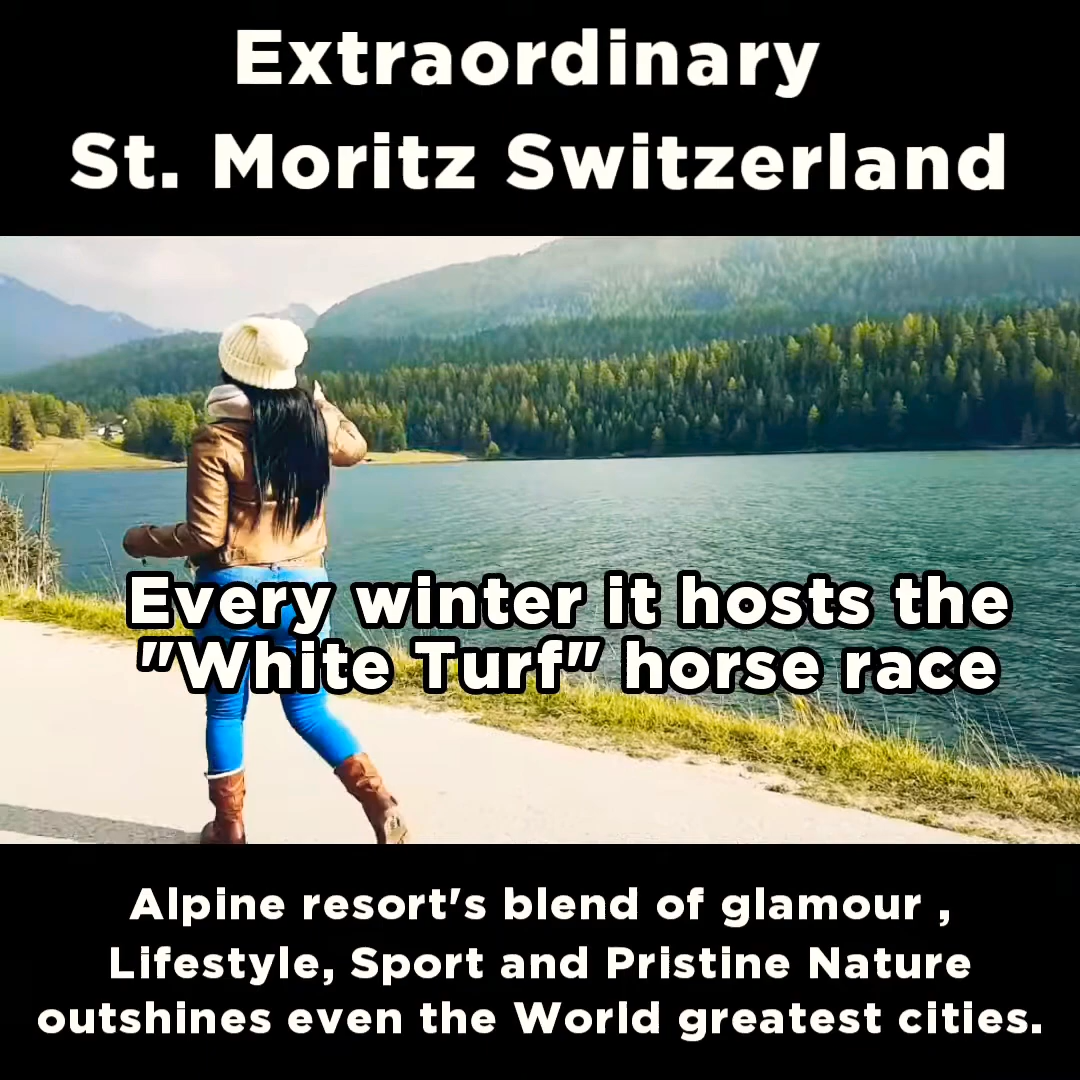 Extraordinary
St. Moritz Switzerland
Every winter it hosts the
"White Turf" horse race
Alpine resort's blend of glamour ,
Lifestyle, Sport and Pristine Nature
outshines even the World greatest cities.